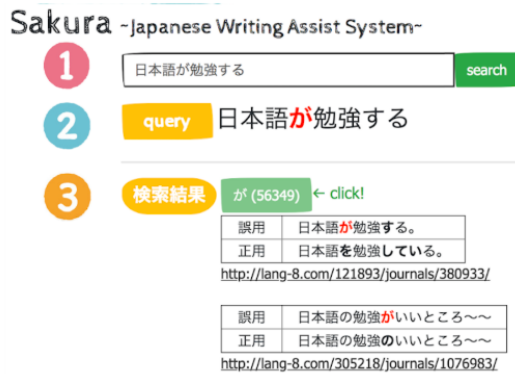 Sakura ~Japanese Writing Assist System~
1 日本語が勉強する search
2 query 日本語が勉強する
3 検索結果 が (56349) ← click!
誤用 日本語が勉強する。
正用 日本語を勉強している。
http://lang-8.com/121893/journals/380933/
誤用 日本語の勉強がいいところ～～
正用 日本語の勉強のいいところ～～
http://lang-8.com/305218/journals/1076983/